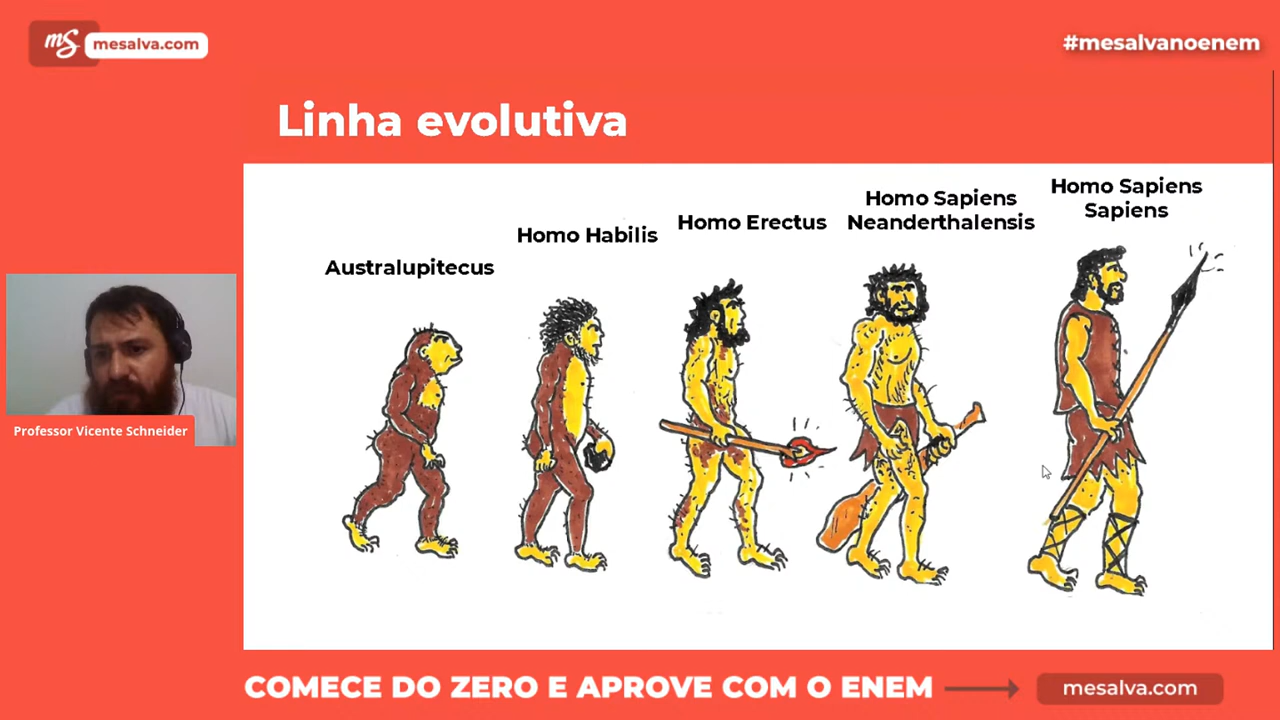 ms mesalva.com
#mesalvanoenem
Linha evolutiva
Australupitecus
Homo Habilis
Homo Erectus
Homo Sapiens
Neanderthalensis
Homo Sapiens
Sapiens
Professor Vicente Schneider
COMECE DO ZERO E APROVE COM O ENEM
mesalva.com